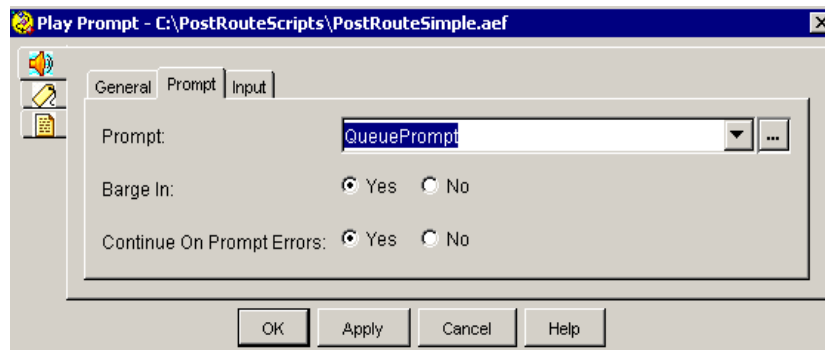 Play Prompt - C:\PostRouteScripts\PostRouteSimple.aef
General Prompt Input
Prompt: QueuePrompt ...
Barge In: Yes No
Continue On Prompt Errors: Yes No
OK Apply Cancel Help